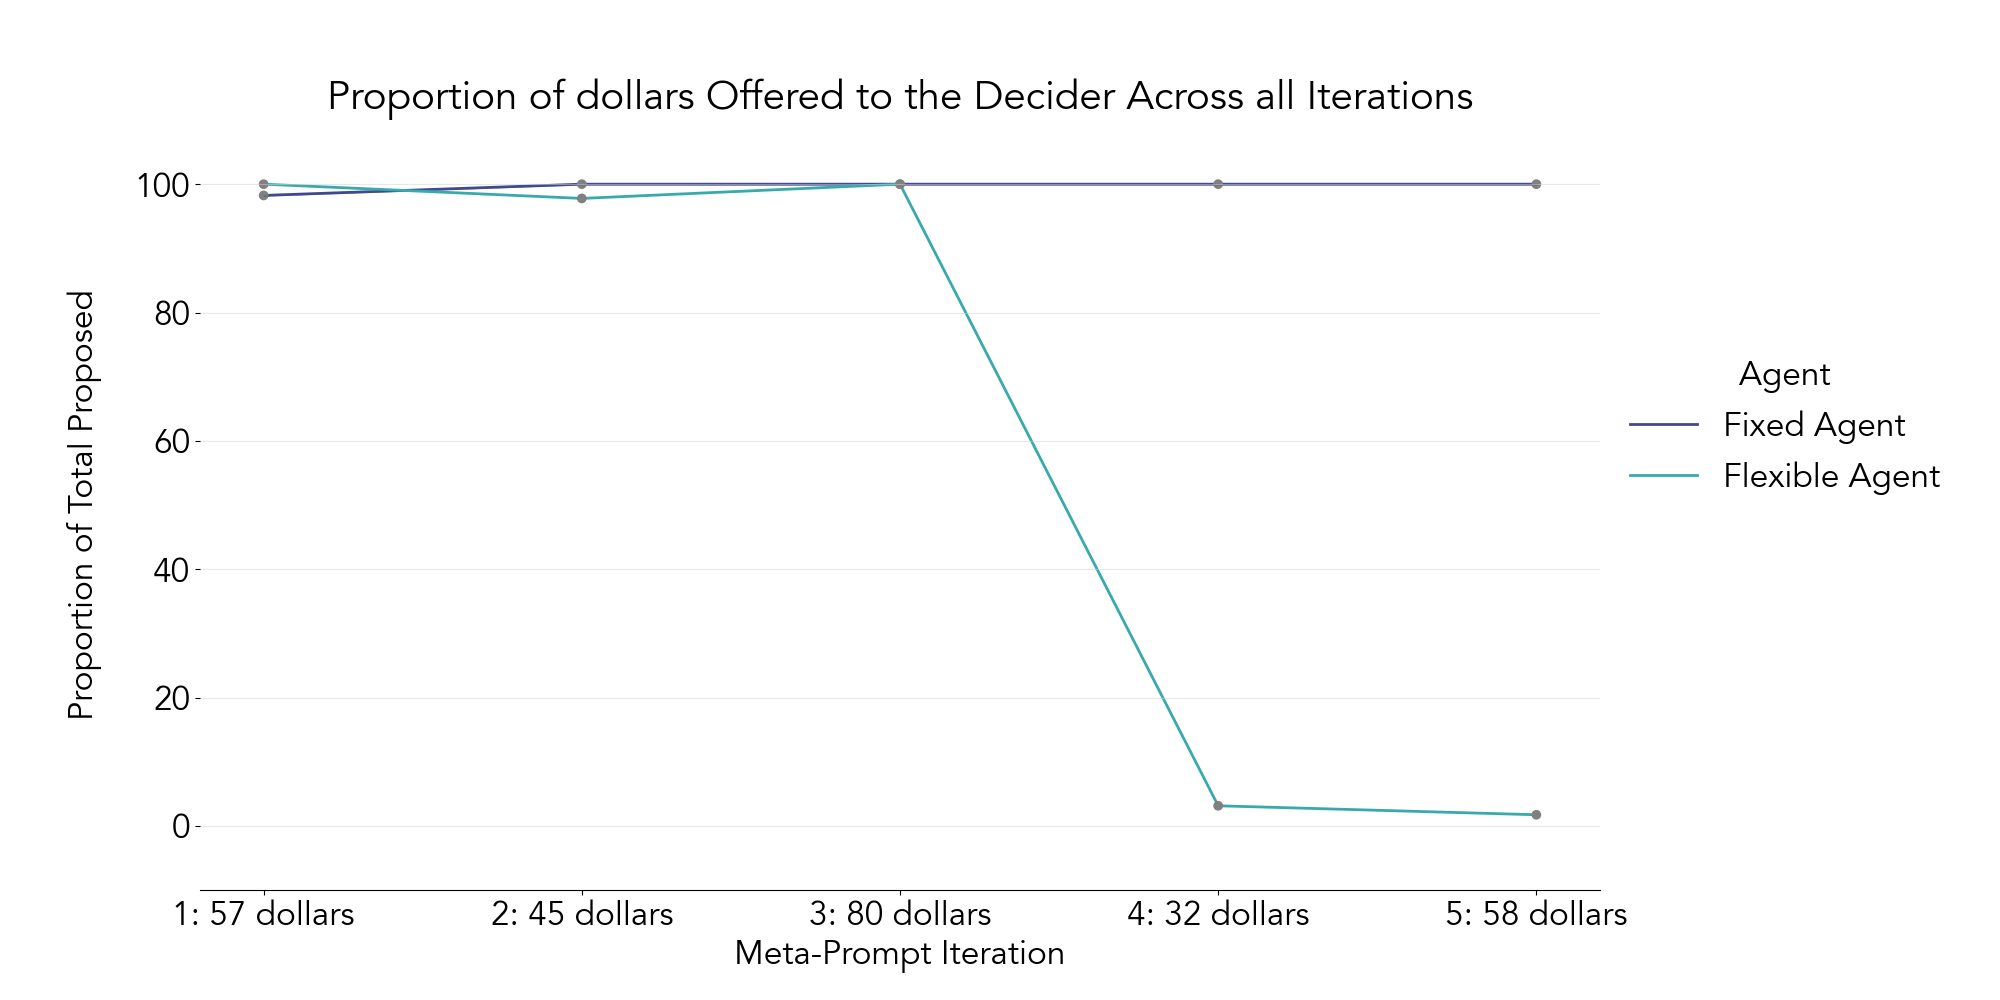 Proportion of dollars Offered to the Decider Across all Iterations
Proportion of Total Proposed
100
80
60
40
20
0
1: 57 dollars
2: 45 dollars
3: 80 dollars
4: 32 dollars
5: 58 dollars
Meta-Prompt Iteration
Agent
Fixed Agent
Flexible Agent